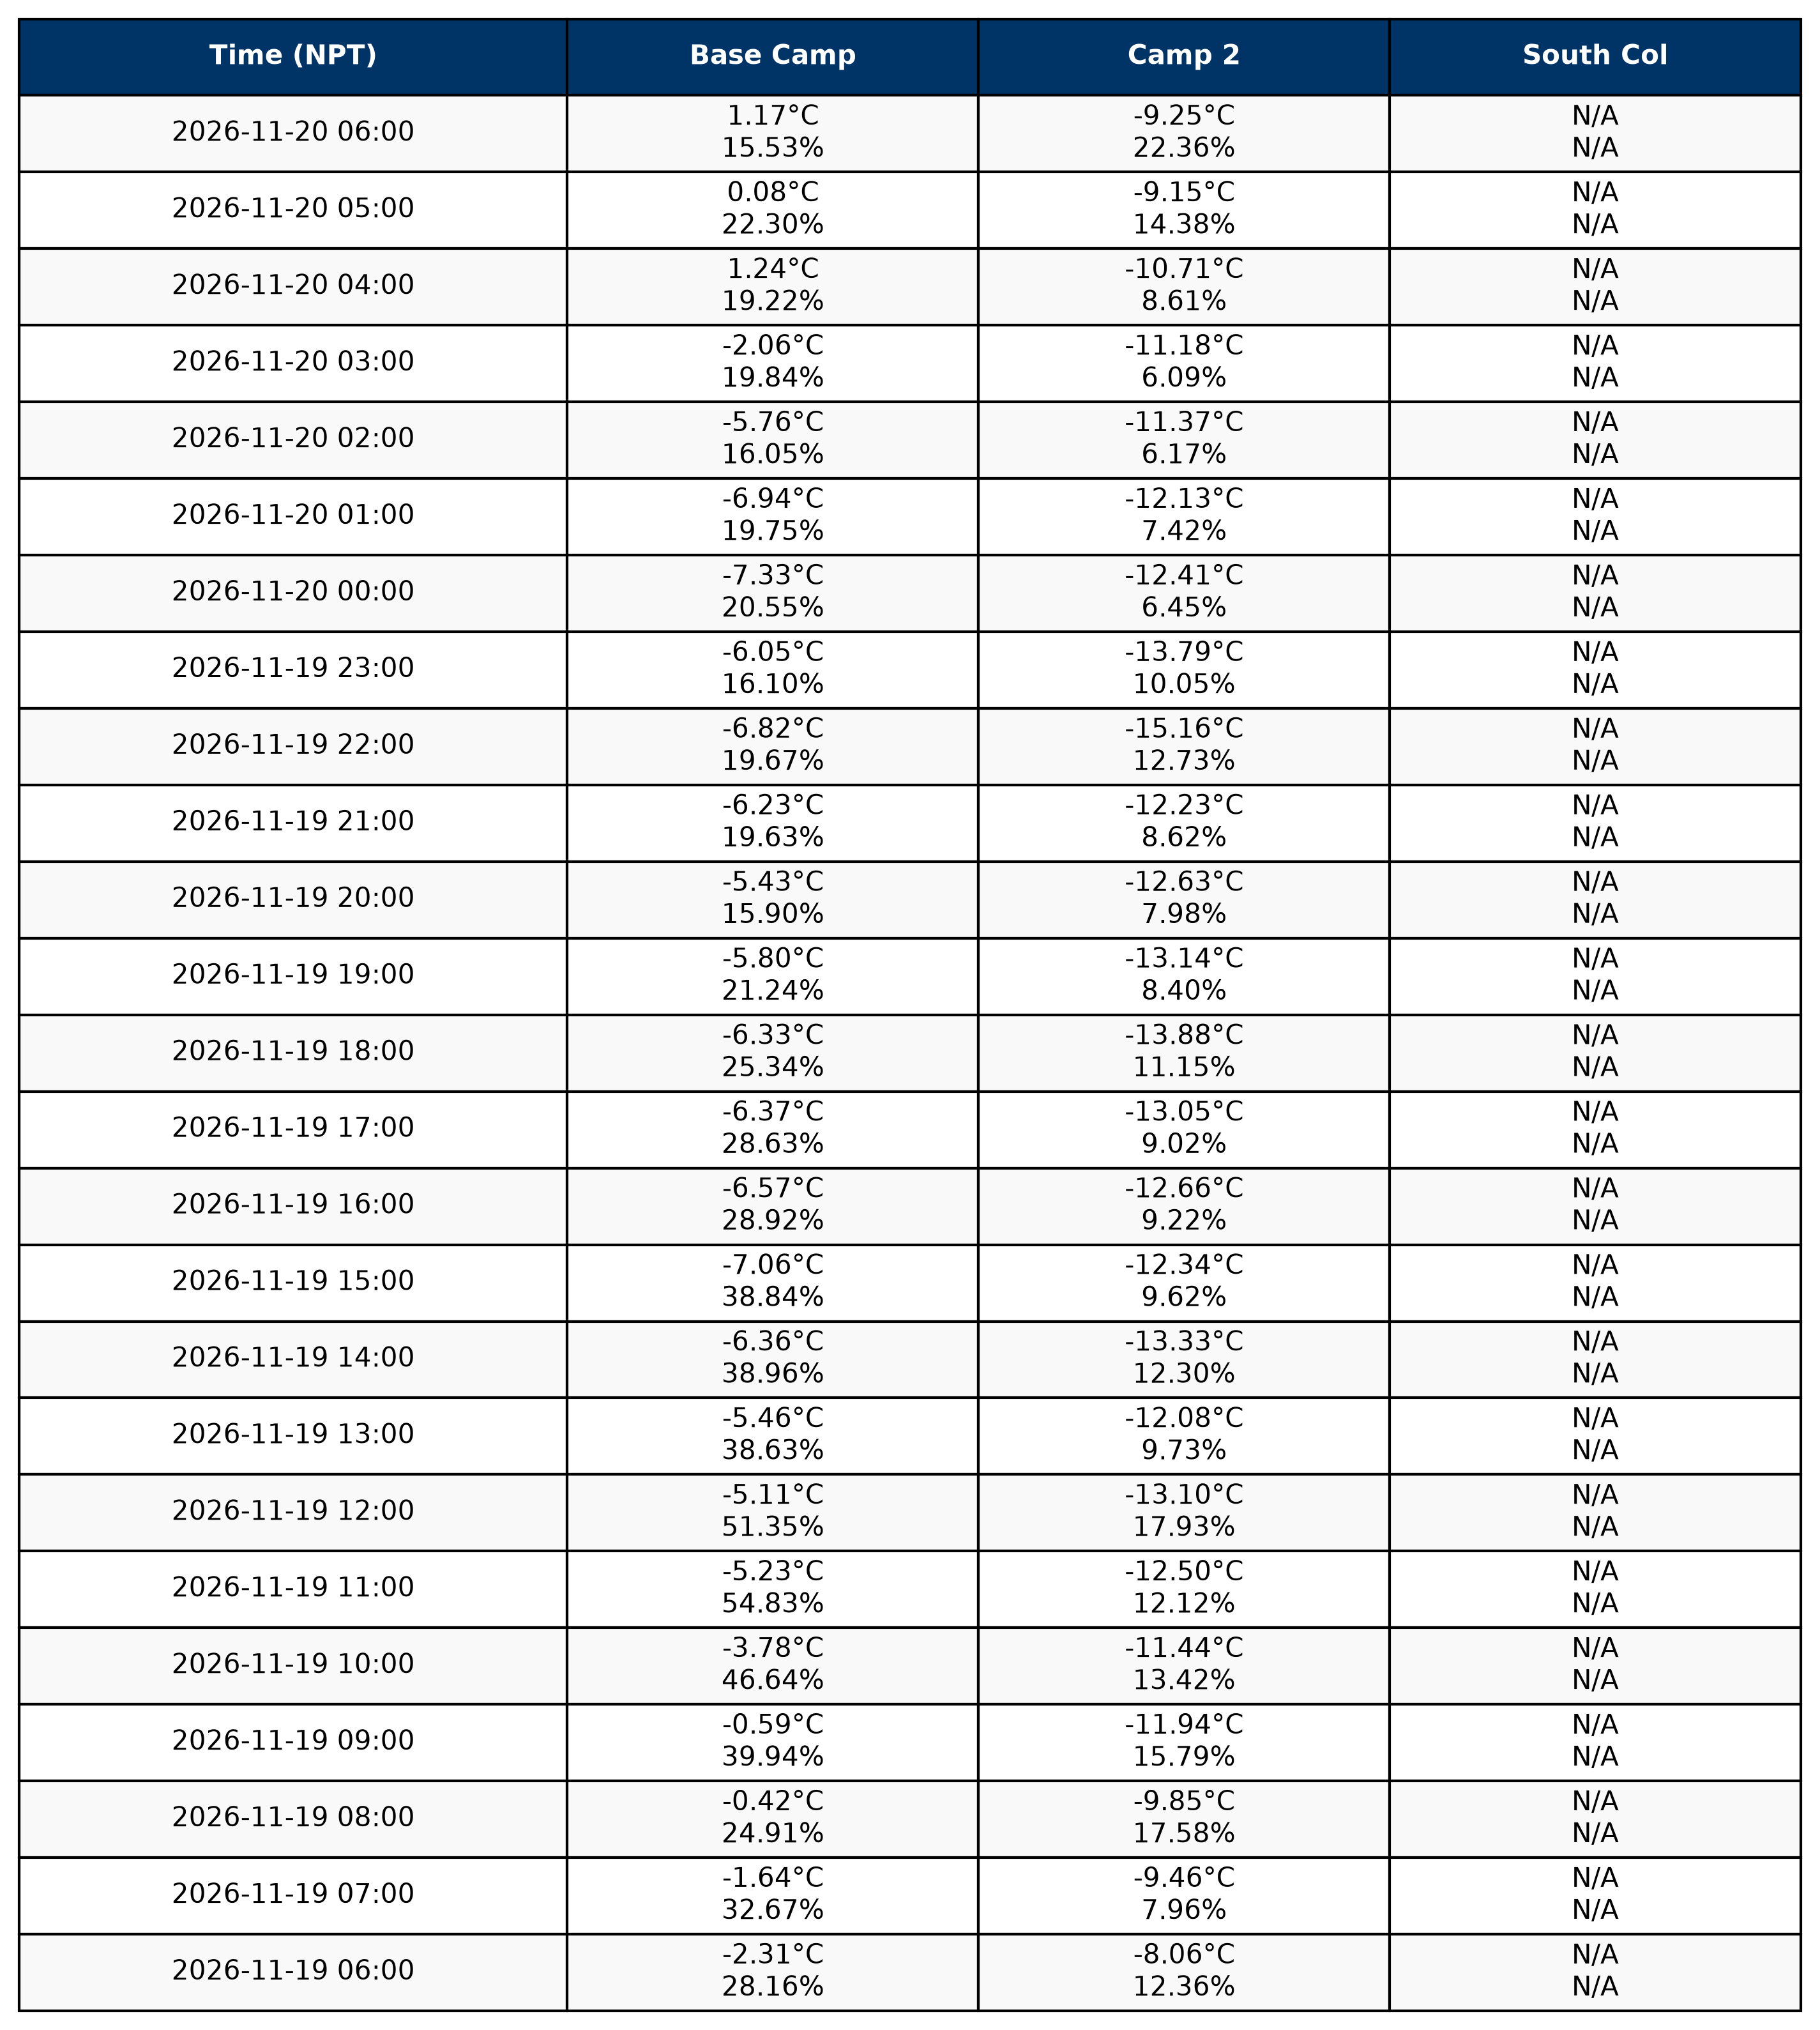 Time (NPT) Base Camp Camp 2 South Col
2026-11-20 06:00 1.17°C -9.25°C N/A
15.53% 22.36% N/A
2026-11-20 05:00 0.08°C -9.15°C N/A
22.30% 14.38% N/A
2026-11-20 04:00 1.24°C -10.71°C N/A
19.22% 8.61% N/A
2026-11-20 03:00 -2.06°C -11.18°C N/A
19.84% 6.09% N/A
2026-11-20 02:00 -5.76°C -11.37°C N/A
16.05% 6.17% N/A
2026-11-20 01:00 -6.94°C -12.13°C N/A
19.75% 7.42% N/A
2026-11-20 00:00 -7.33°C -12.41°C N/A
20.55% 6.45% N/A
2026-11-19 23:00 -6.05°C -13.79°C N/A
16.10% 10.05% N/A
2026-11-19 22:00 -6.82°C -15.16°C N/A
19.67% 12.73% N/A
2026-11-19 21:00 -6.23°C -12.23°C N/A
19.63% 8.62% N/A
2026-11-19 20:00 -5.43°C -12.63°C N/A
15.90% 7.98% N/A
2026-11-19 19:00 -5.80°C -13.14°C N/A
21.24% 8.40% N/A
2026-11-19 18:00 -6.33°C -13.88°C N/A
25.34% 11.15% N/A
2026-11-19 17:00 -6.37°C -13.05°C N/A
28.63% 9.02% N/A
2026-11-19 16:00 -6.57°C -12.66°C N/A
28.92% 9.22% N/A
2026-11-19 15:00 -7.06°C -12.34°C N/A
38.84% 9.62% N/A
2026-11-19 14:00 -6.36°C -13.33°C N/A
38.96% 12.30% N/A
2026-11-19 13:00 -5.46°C -12.08°C N/A
38.63% 9.73% N/A
2026-11-19 12:00 -5.11°C -13.10°C N/A
51.35% 17.93% N/A
2026-11-19 11:00 -5.23°C -12.50°C N/A
54.83% 12.12% N/A
2026-11-19 10:00 -3.78°C -11.44°C N/A
46.64% 13.42% N/A
2026-11-19 09:00 -0.59°C -11.94°C N/A
39.94% 15.79% N/A
2026-11-19 08:00 -0.42°C -9.85°C N/A
24.91% 17.58% N/A
2026-11-19 07:00 -1.64°C -9.46°C N/A
32.67% 7.96% N/A
2026-11-19 06:00 -2.31°C -8.06°C N/A
28.16% 12.36% N/A